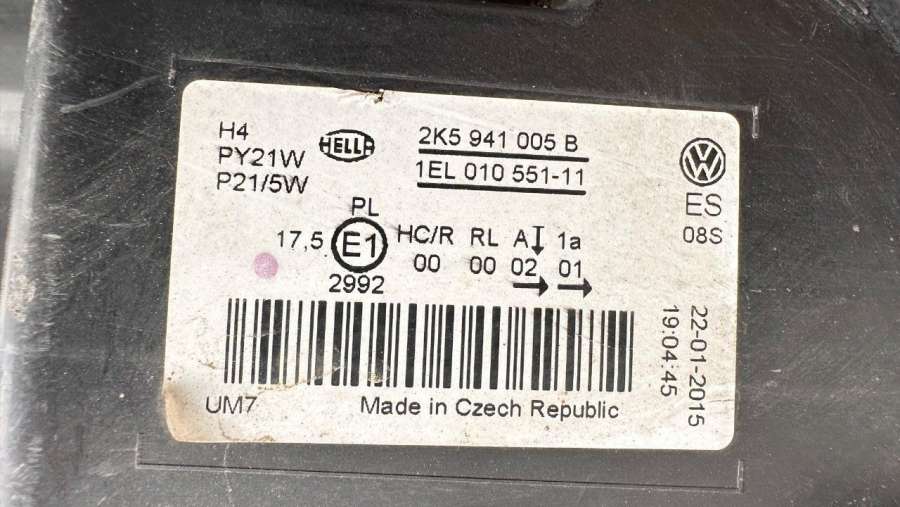 H4
PY21W
P21/5W
HELLA
2K5 941 005 B
1EL 010 551-11
VW
ES
08S
PL
17,5 E1 HC/R RL A 1a
2992 00 00 02 01
22-01-2015
19:04:45
UM7 Made in Czech Republic